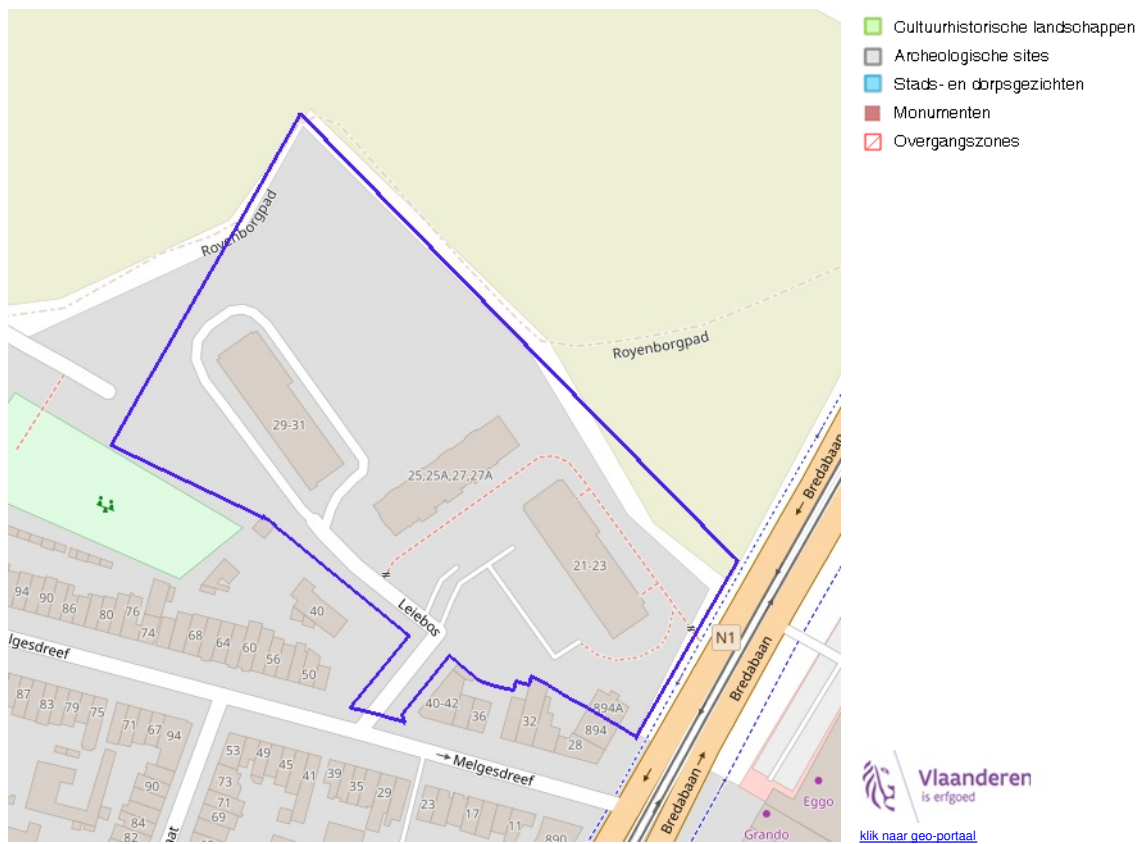 Cultuurhistorische landschappen
Archeologische sites
Stads- en dorpsgezichten
Monumenten
Overgangszones
Royenborgpad
Royenborgpad
Bredabaan
29-31
25,25A,27,27A
21-23
Leiebos
N1
Bredabaan
Bredabaan
94
90
86
80
76
74
68
64
60
56
50
40
lgesdreef
40-42
36
32
28
894A
894
Melgesdreef
87
83
79
75
71
67
94
90
84
82
53
49
45
41
39
35
29
73
71
69
23
17
11
890
aat
Eggo
Grando
Vlaanderen
is erfgoed
klik naar geo-portaal